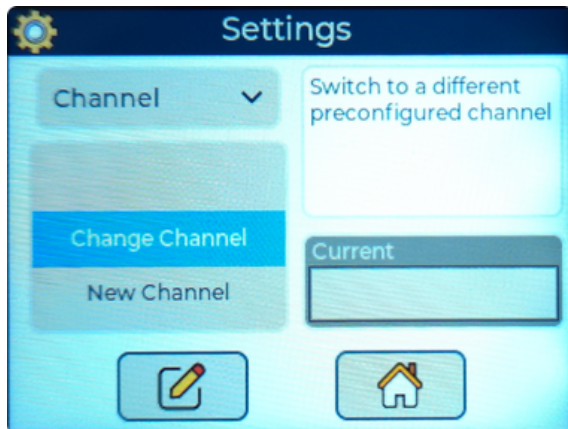 Settings
Channel
Switch to a different
preconfigured channel
Change Channel
New Channel
Current